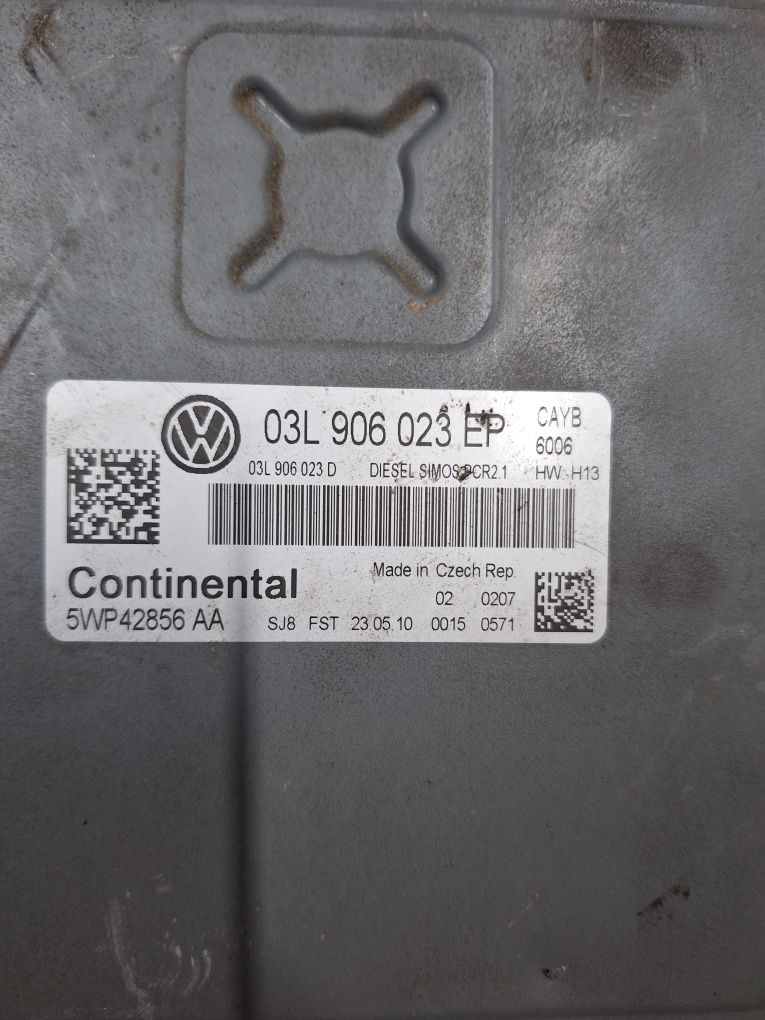 03L 906 023 EP CAYB
6006
03L 906 023 D DIESEL SIMOS PCR2.1 HW: H13
Continental Made in Czech Rep.
02 0207
5WP42856 AA SJ8 FST 23.05.10 0015 0571